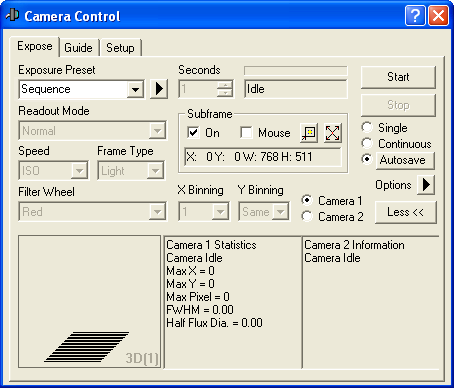 Camera Control
Expose Guide Setup
Exposure Preset
Sequence
Seconds
1
Idle
Start
Stop
Readout Mode
Normal
Subframe
On Mouse
X: 0 Y: 0 W: 768 H: 511
Single
Continuous
Autosave
Speed Frame Type
ISO Light
Options
Filter Wheel
Red
X Binning Y Binning
1 Same
Camera 1
Camera 2
Less <<
3D(1)
Camera 1 Statistics
Camera Idle
Max X = 0
Max Y = 0
Max Pixel = 0
FWHM = 0.00
Half Flux Dia. = 0.00
Camera 2 Information
Camera Idle